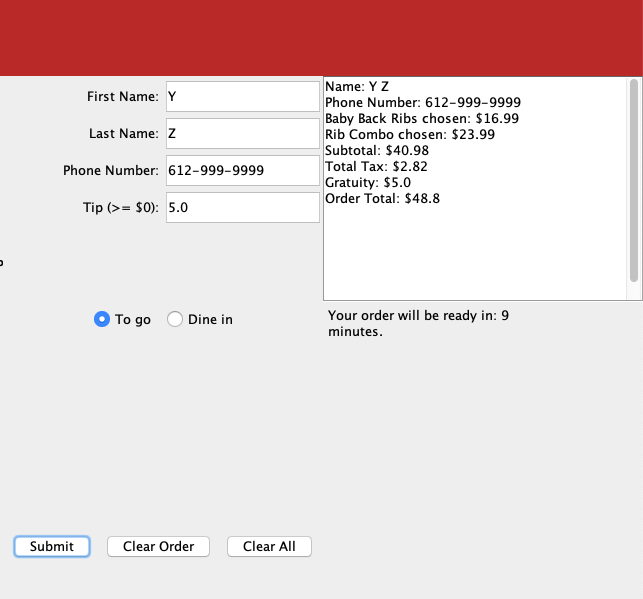 First Name: Y
Last Name: Z
Phone Number: 612-999-9999
Tip (>= $0): 5.0
To go Dine in
Name: Y Z
Phone Number: 612-999-9999
Baby Back Ribs chosen: $16.99
Rib Combo chosen: $23.99
Subtotal: $40.98
Total Tax: $2.82
Gratuity: $5.0
Order Total: $48.8
Your order will be ready in: 9
minutes.
Submit Clear Order Clear All